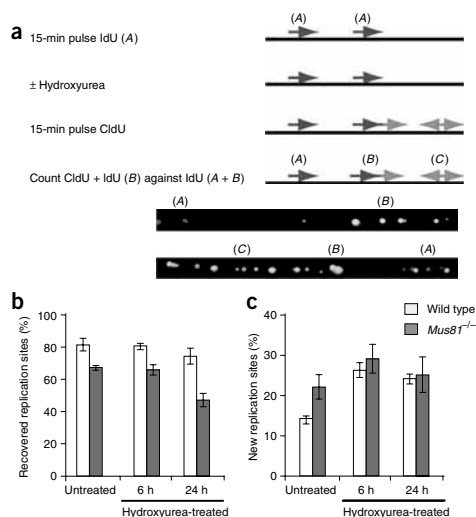 a
(A) (A)
15-min pulse IdU (A)
± Hydroxyurea
15-min pulse CldU
(A) (B) (C)
Count CldU + IdU (B) against IdU (A + B)
(A) (B)
(C) (B) (A)
b
Recovered replication sites (%)
100
80
60
40
20
0
Untreated 6 h 24 h
Hydroxyurea-treated
c
Wild type
Mus81⁻/⁻
New replication sites (%)
40
30
20
10
0
Untreated 6 h 24 h
Hydroxyurea-treated